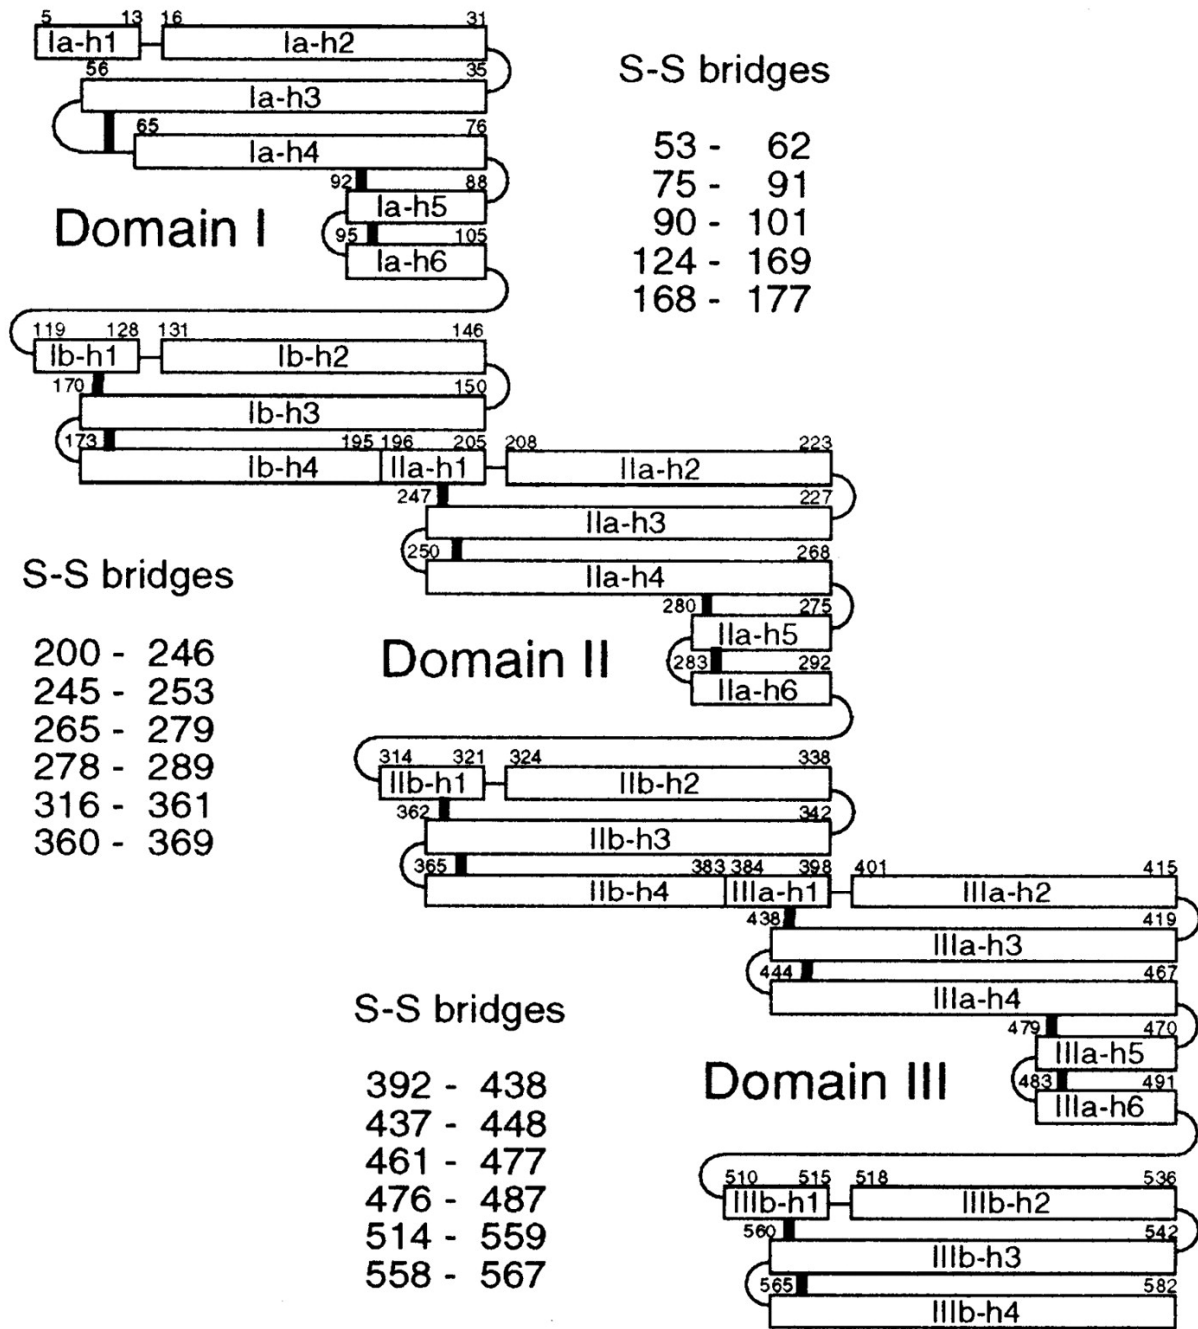 5 13 16 31
Ia-h1 Ia-h2
56 35
Ia-h3
65 76
Ia-h4
92 88
Ia-h5
95 105
Ia-h6
Domain I
S-S bridges
53 - 62
75 - 91
90 - 101
124 - 169
168 - 177
119 128 131 146
Ib-h1 Ib-h2
170 150
Ib-h3
173 195 196 205 208 223
Ib-h4 IIa-h1 IIa-h2
247 227
IIa-h3
250 268
IIa-h4
280 275
IIa-h5
283 292
IIa-h6
Domain II
S-S bridges
200 - 246
245 - 253
265 - 279
278 - 289
316 - 361
360 - 369
314 321 324 338
IIb-h1 IIb-h2
362 342
IIb-h3
365 383 384 398 401 415
IIb-h4 IIIa-h1 IIIa-h2
438 419
IIIa-h3
444 467
IIIa-h4
479 470
IIIa-h5
483 491
IIIa-h6
Domain III
S-S bridges
392 - 438
437 - 448
461 - 477
476 - 487
514 - 559
558 - 567
510 515 518 536
IIIb-h1 IIIb-h2
560 542
IIIb-h3
565 582
IIIb-h4